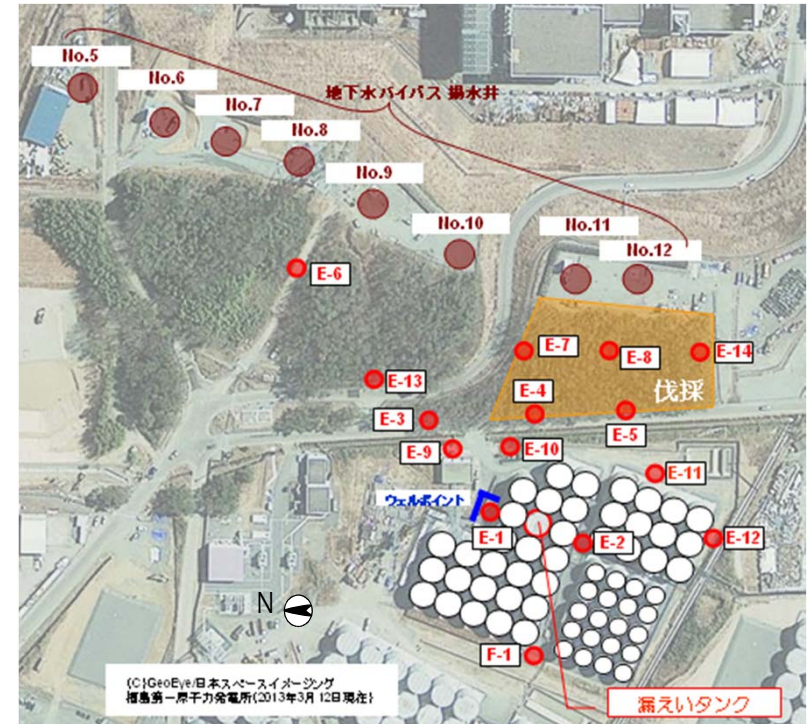 No.5
No.6
No.7
No.8
No.9
No.10
地下水バイパス 揚水井
No.11
No.12
E-6
E-7
E-8
E-14
E-13
E-4
伐採
E-3
E-5
E-9
E-10
E-11
ウェルポイント
E-1
E-2
E-12
N
F-1
(C)GeoEye/日本スペースイメージング
福島第一原子力発電所(2013年3月12日現在)
漏えいタンク